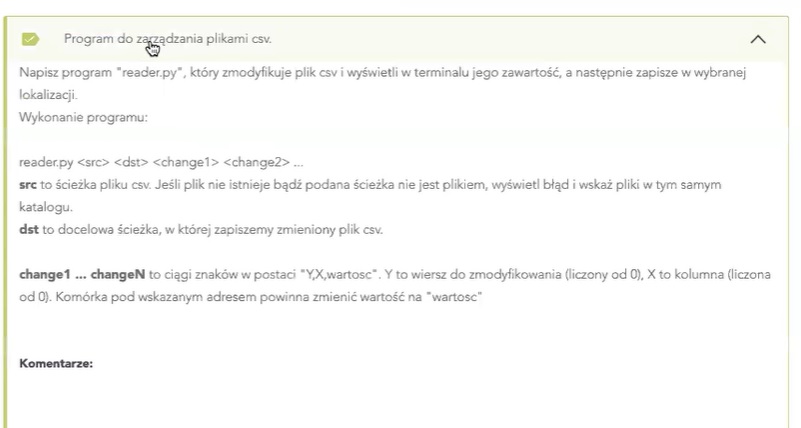 Program do zarządzania plikami csv.
Napisz program "reader.py", który zmodyfikuje plik csv i wyświetli w terminalu jego zawartość, a następnie zapisze w wybranej
lokalizacji.
Wykonanie programu:
reader.py <src> <dst> <change1> <change2> ...
src to ścieżka pliku csv. Jeśli plik nie istnieje bądź podana ścieżka nie jest plikiem, wyświetl błąd i wskaż pliki w tym samym
katalogu.
dst to docelowa ścieżka, w której zapiszemy zmieniony plik csv.
change1 ... changeN to ciągi znaków w postaci "Y,X,wartosc". Y to wiersz do zmodyfikowania (liczony od 0), X to kolumna (liczona
od 0). Komórka pod wskazanym adresem powinna zmienić wartość na "wartosc"
Komentarze: